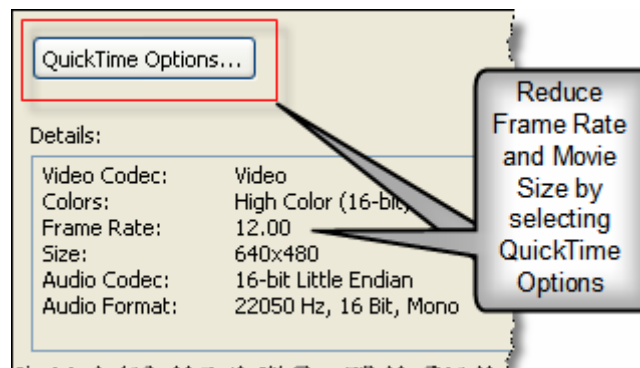 QuickTime Options...
Details:
Video Codec: Video
Colors: High Color (16-bit)
Frame Rate: 12.00
Size: 640x480
Audio Codec: 16-bit Little Endian
Audio Format: 22050 Hz, 16 Bit, Mono
Reduce
Frame Rate
and Movie
Size by
selecting
QuickTime
Options